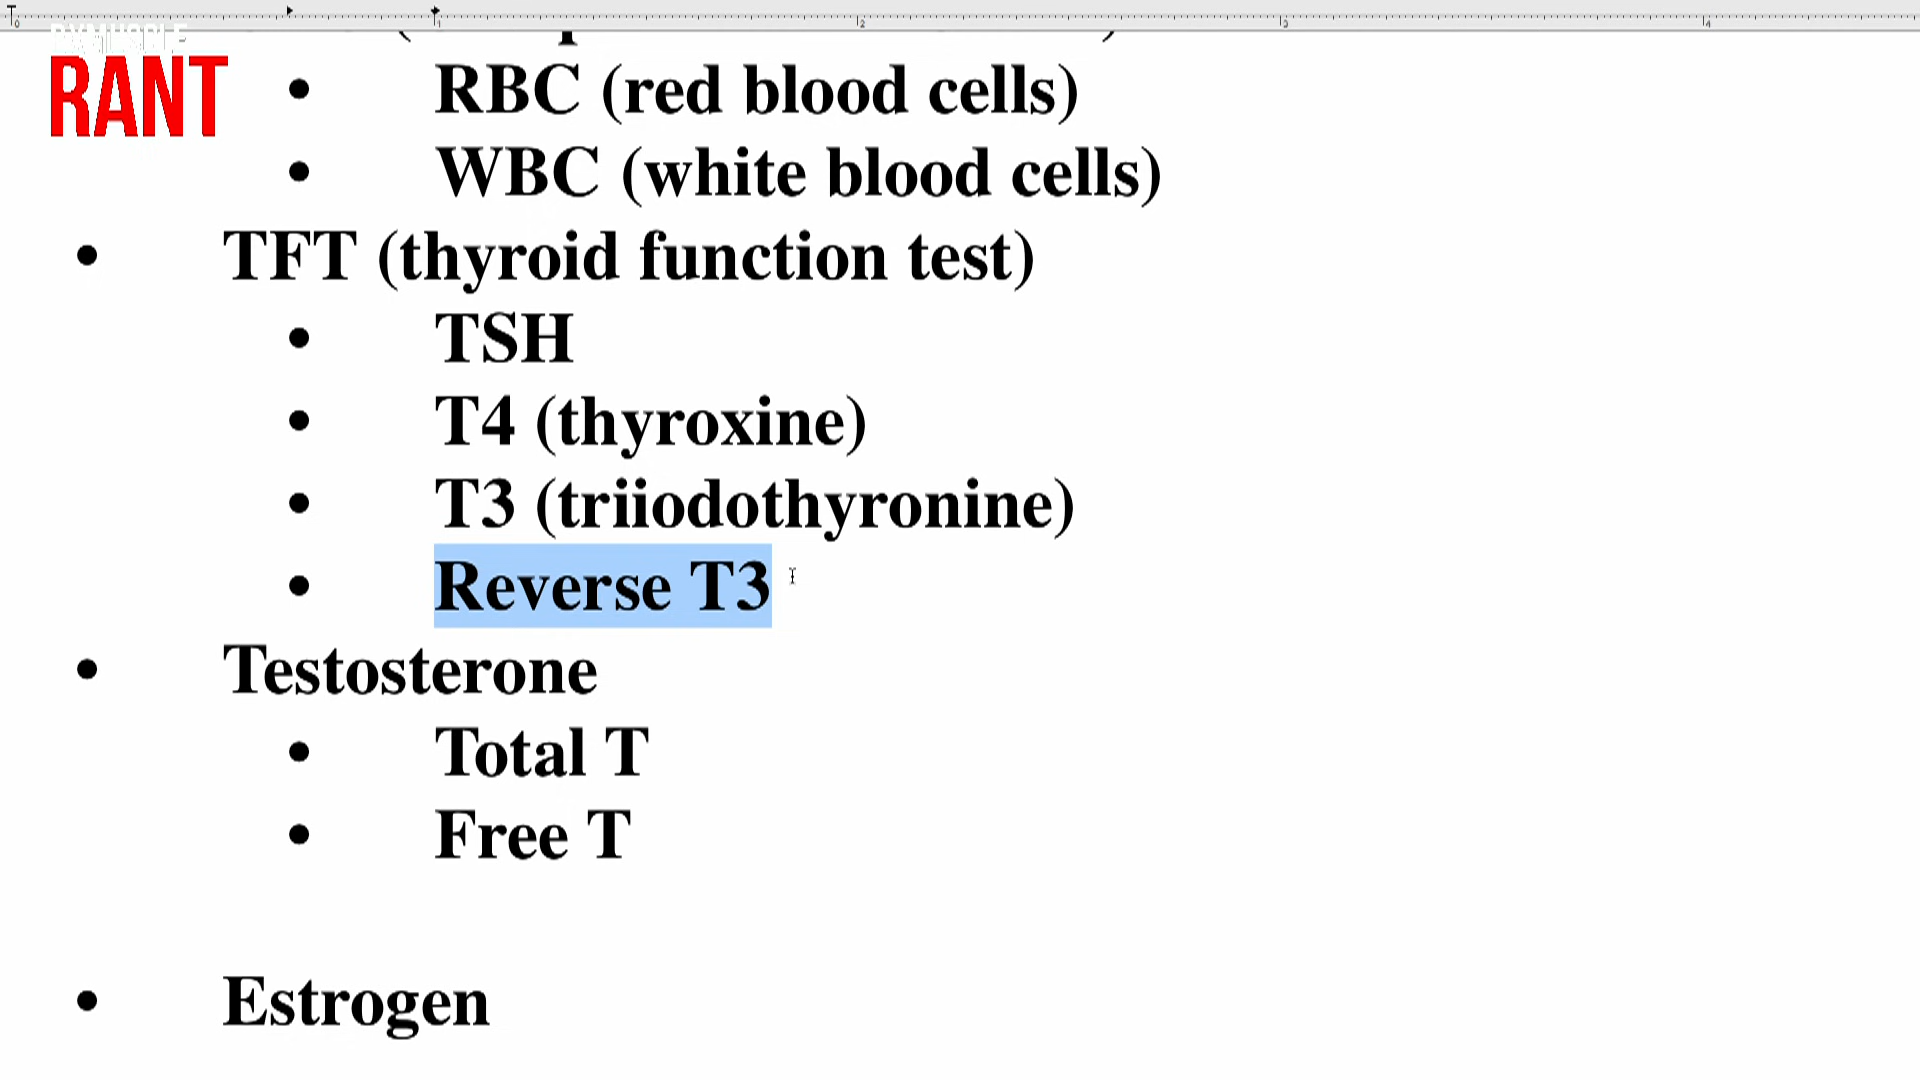 RANT
• RBC (red blood cells)
• WBC (white blood cells)
• TFT (thyroid function test)
• TSH
• T4 (thyroxine)
• T3 (triiodothyronine)
• Reverse T3
• Testosterone
• Total T
• Free T
• Estrogen